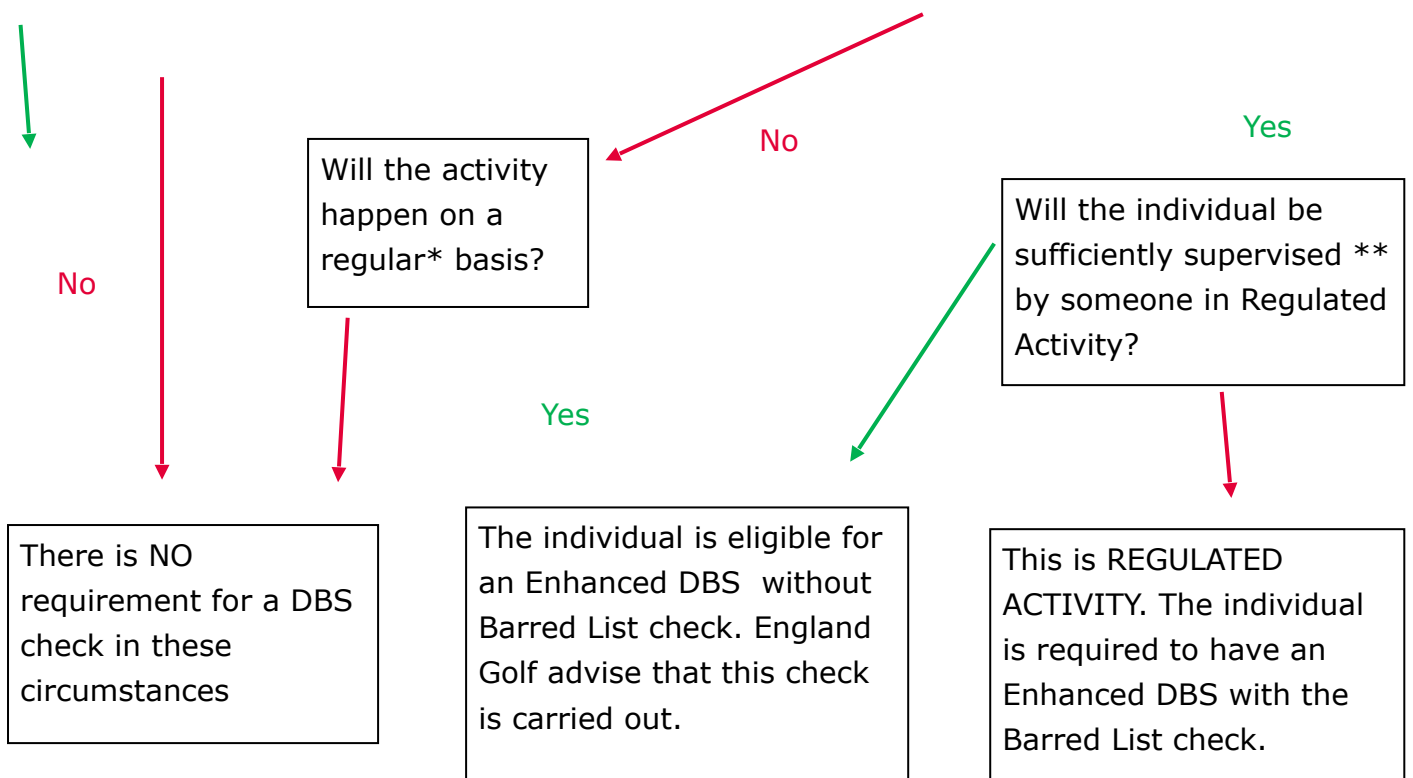 No
Yes
Will the activity
happen on a
regular* basis?
Will the individual be
sufficiently supervised **
by someone in Regulated
Activity?
No
Yes
There is NO
requirement for a DBS
check in these
circumstances
The individual is eligible for
an Enhanced DBS  without
Barred List check. England
Golf advise that this check
is carried out.
This is REGULATED
ACTIVITY. The individual
is required to have an
Enhanced DBS with the
Barred List check.